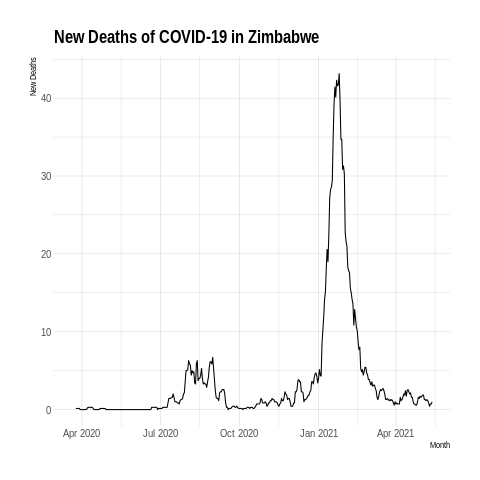 New Deaths of COVID-19 in Zimbabwe
New Deaths
40
30
20
10
0
Apr 2020 Jul 2020 Oct 2020 Jan 2021 Apr 2021
Month